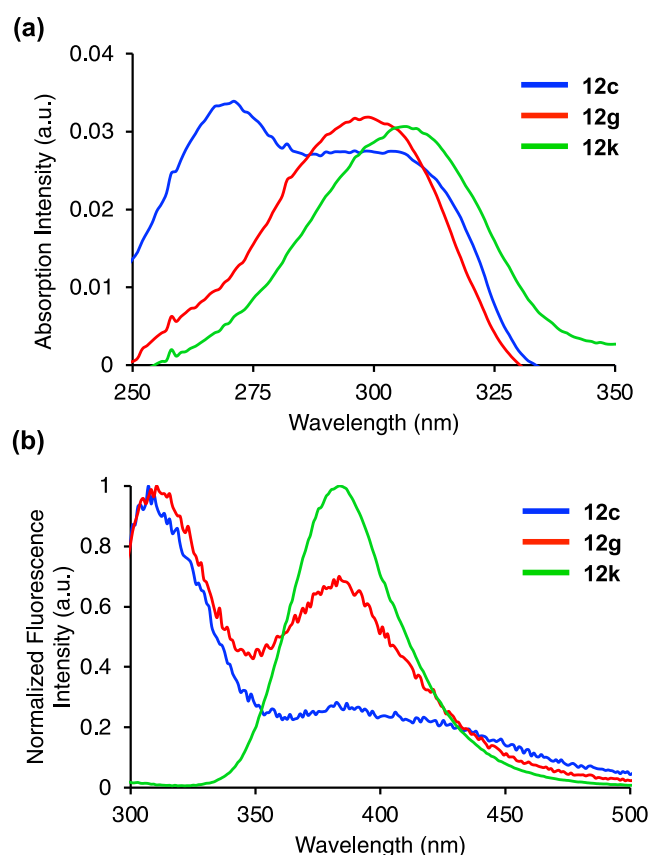 (a)
Absorption Intensity (a.u.)
0.04
0.03
0.02
0.01
0
250
275
300
325
350
Wavelength (nm)
12c
12g
12k
(b)
Normalized Fluorescence
Intensity (a.u.)
1
0.8
0.6
0.4
0.2
0
300
350
400
450
500
Wavelength (nm)
12c
12g
12k